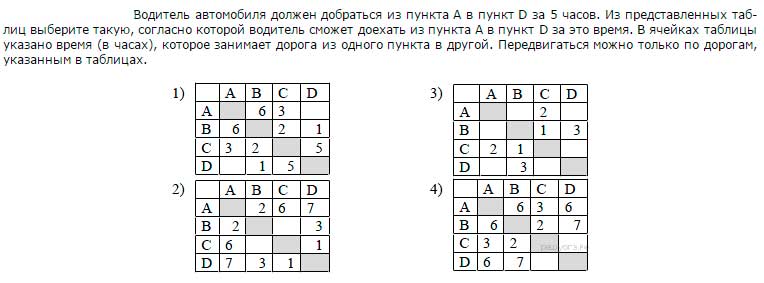 Водитель автомобиля должен добраться из пункта А в пункт D за 5 часов. Из представленных таб-
лиц выберите такую, согласно которой водитель сможет доехать из пункта А в пункт D за это время. В ячейках таблицы
указано время (в часах), которое занимает дорога из одного пункта в другой. Передвигаться можно только по дорогам,
указанным в таблицах.
1)
A B C D
A 6 3
B 6 2 1
C 3 2 5
D 1 5
3)
A B C D
A 2
B 1 3
C 2 1
D 3
2)
A B C D
A 2 6 7
B 2 3
C 6 1
D 7 3 1
4)
A B C D
A 6 3 6
B 6 2 7
C 3 2
D 6 7